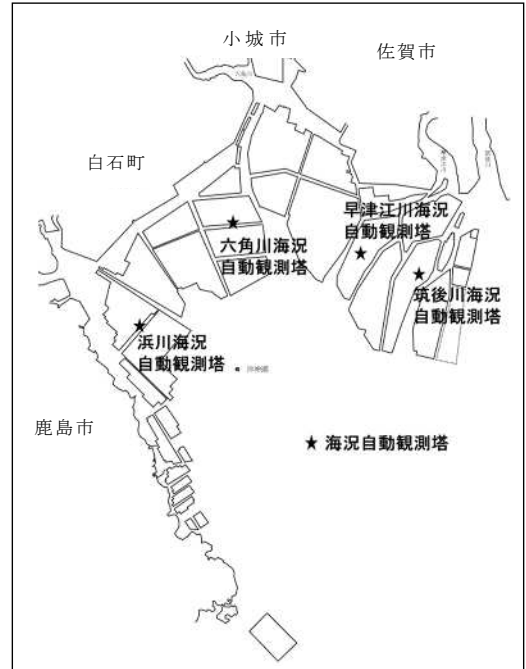 小城市
佐賀市
白石町
早津江川海況
自動観測塔
六角川海況
自動観測塔
筑後川海況
自動観測塔
浜川海況
自動観測塔
鹿島市
★ 海況自動観測塔